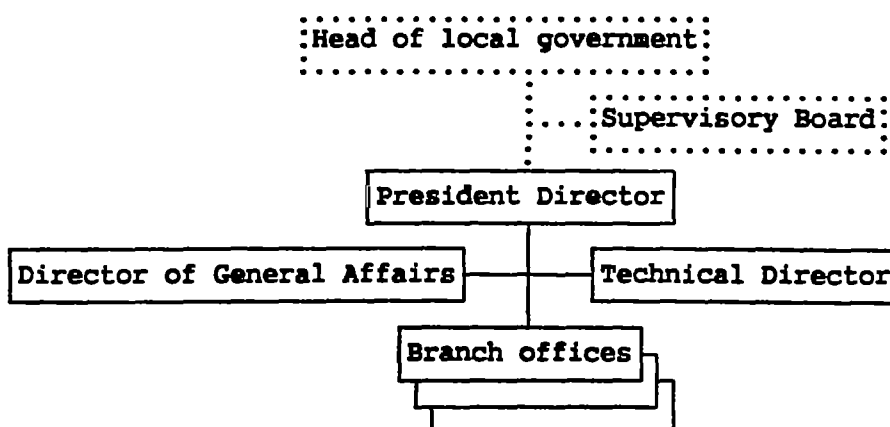 Head of local government
Supervisory Board
President Director
Director of General Affairs
Technical Director
Branch offices